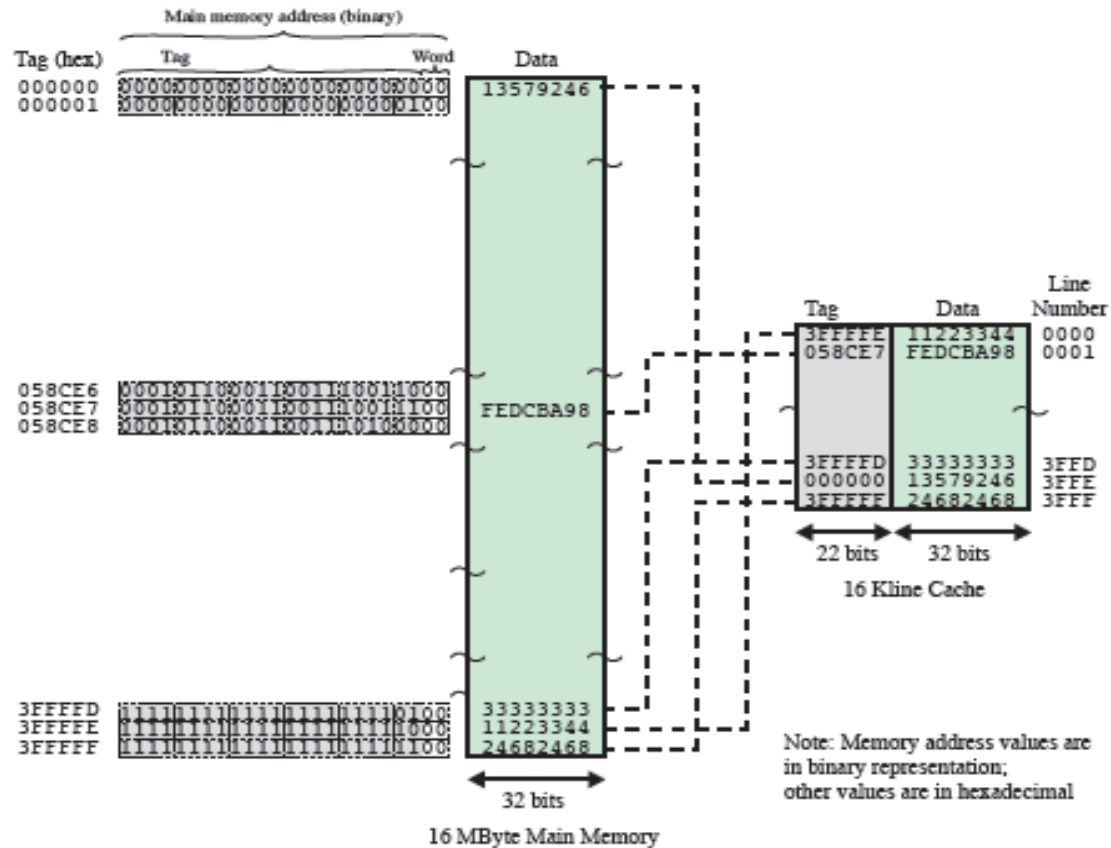 Main memory address (binary)
Tag (hex)
Tag
Word
Data
000000
0000 0000 0000 0000 0000 0000
13579246
000001
0000 0000 0000 0000 0000 0100
058CE6
0001 0110 0011 0011 1001 1000
058CE7
0001 0110 0011 0011 1001 1100
FEDCBA98
058CE8
0001 0110 0011 0011 1010 0000
3FFFFD
1111 1111 1111 1111 1111 0100
33333333
3FFFFE
1111 1111 1111 1111 1111 1000
11223344
3FFFFF
1111 1111 1111 1111 1111 1100
24682468
32 bits
16 MByte Main Memory
Tag
Data
Line
Number
3FFFFE 11223344 0000
058CE7 FEDCBA98 0001
3FFFFD 33333333 3FFD
000000 13579246 3FFE
3FFFFF 24682468 3FFF
22 bits
32 bits
16 Kline Cache
Note: Memory address values are
in binary representation;
other values are in hexadecimal